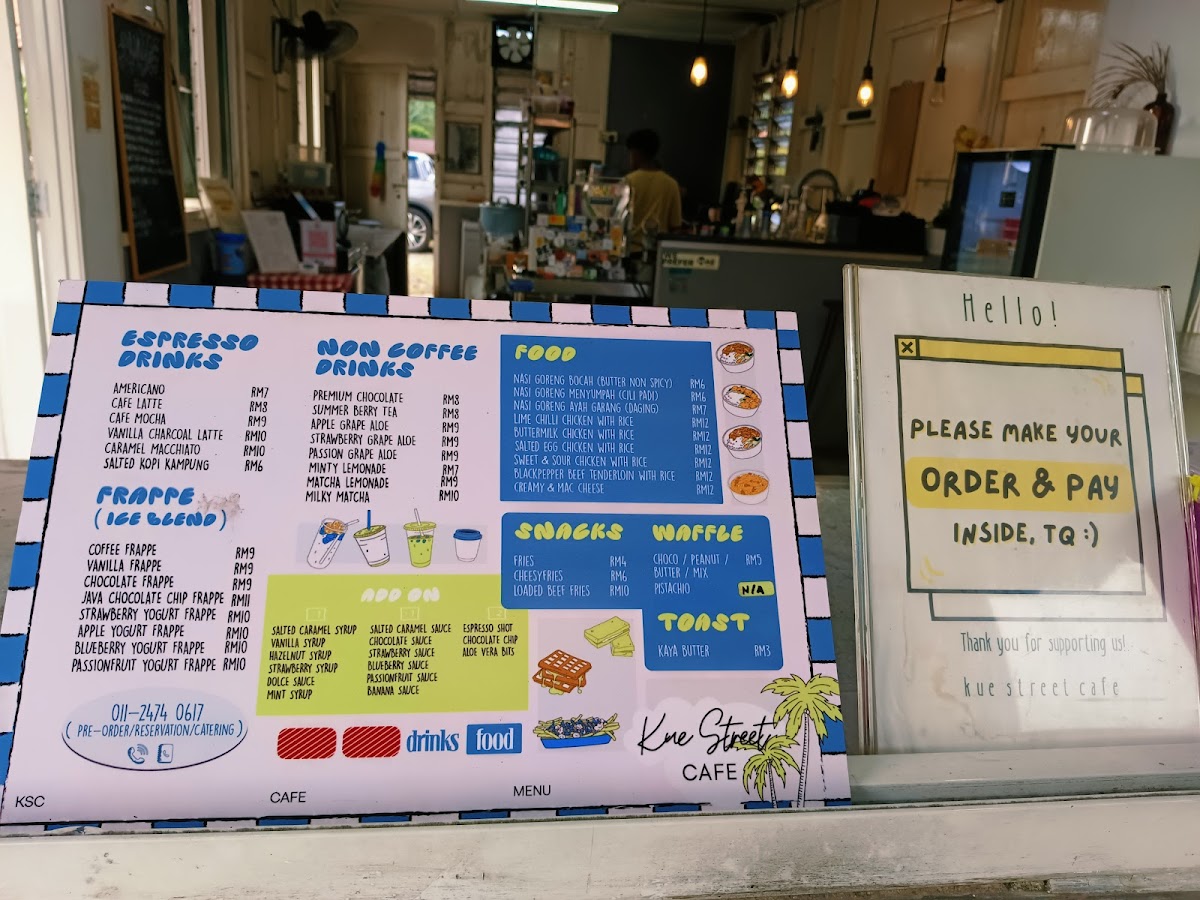 ESPRESSO
DRINKS
AMERICANO RM7
CAFE LATTE RM8
CAFE MOCHA RM9
VANILLA CHARCOAL LATTE RM10
CARAMEL MACCHIATO RM10
SALTED KOPI KAMPUNG RM6
FRAPPE
(ICE BLEND)
COFFEE FRAPPE RM9
VANILLA FRAPPE RM9
CHOCOLATE FRAPPE RM9
JAVA CHOCOLATE CHIP FRAPPE RM11
STRAWBERRY YOGURT FRAPPE RM10
APPLE YOGURT FRAPPE RM10
BLUEBERRY YOGURT FRAPPE RM10
PASSIONFRUIT YOGURT FRAPPE RM10
011-2474 0617
(PRE-ORDER/RESERVATION/CATERING)
NON COFFEE
DRINKS
PREMIUM CHOCOLATE RM8
SUMMER BERRY TEA RM8
APPLE GRAPE ALOE RM9
STRAWBERRY GRAPE ALOE RM9
PASSION GRAPE ALOE RM9
MINTY LEMONADE RM7
MATCHA LEMONADE RM9
MILKY MATCHA RM10
ADD ON
SALTED CARAMEL SYRUP
VANILLA SYRUP
HAZELNUT SYRUP
STRAWBERRY SYRUP
DOLCE SAUCE
MINT SYRUP
SALTED CARAMEL SAUCE
CHOCOLATE SAUCE
STRAWBERRY SAUCE
BLUEBERRY SAUCE
PASSIONFRUIT SAUCE
BANANA SAUCE
ESPRESSO SHOT
CHOCOLATE CHIP
ALOE VERA BITS
drinks food
FOOD
NASI GORENG BOCAH (BUTTER NON SPICY) RM6
NASI GORENG MENYUMPAH (CILI PADI) RM6
NASI GORENG AYAH GARANG (DAGING) RM7
LIME CHILLI CHICKEN WITH RICE RM12
BUTTERMILK CHICKEN WITH RICE RM12
SALTED EGG CHICKEN WITH RICE RM12
SWEET & SOUR CHICKEN WITH RICE RM12
BLACKPEPPER BEEF TENDERLOIN WITH RICE RM12
CREAMY & MAC CHEESE RM12
SNACKS
FRIES RM4
CHEESYFRIES RM6
LOADED BEEF FRIES RM10
WAFFLE
CHOCO / PEANUT / RM5
BUTTER / MIX
PISTACHIO N/A
TOAST
KAYA BUTTER RM3
Kue Street
CAFE
KSC CAFE MENU
Hello!
PLEASE MAKE YOUR
ORDER & PAY
INSIDE, TQ :)
Thank you for supporting us!
kue street cafe